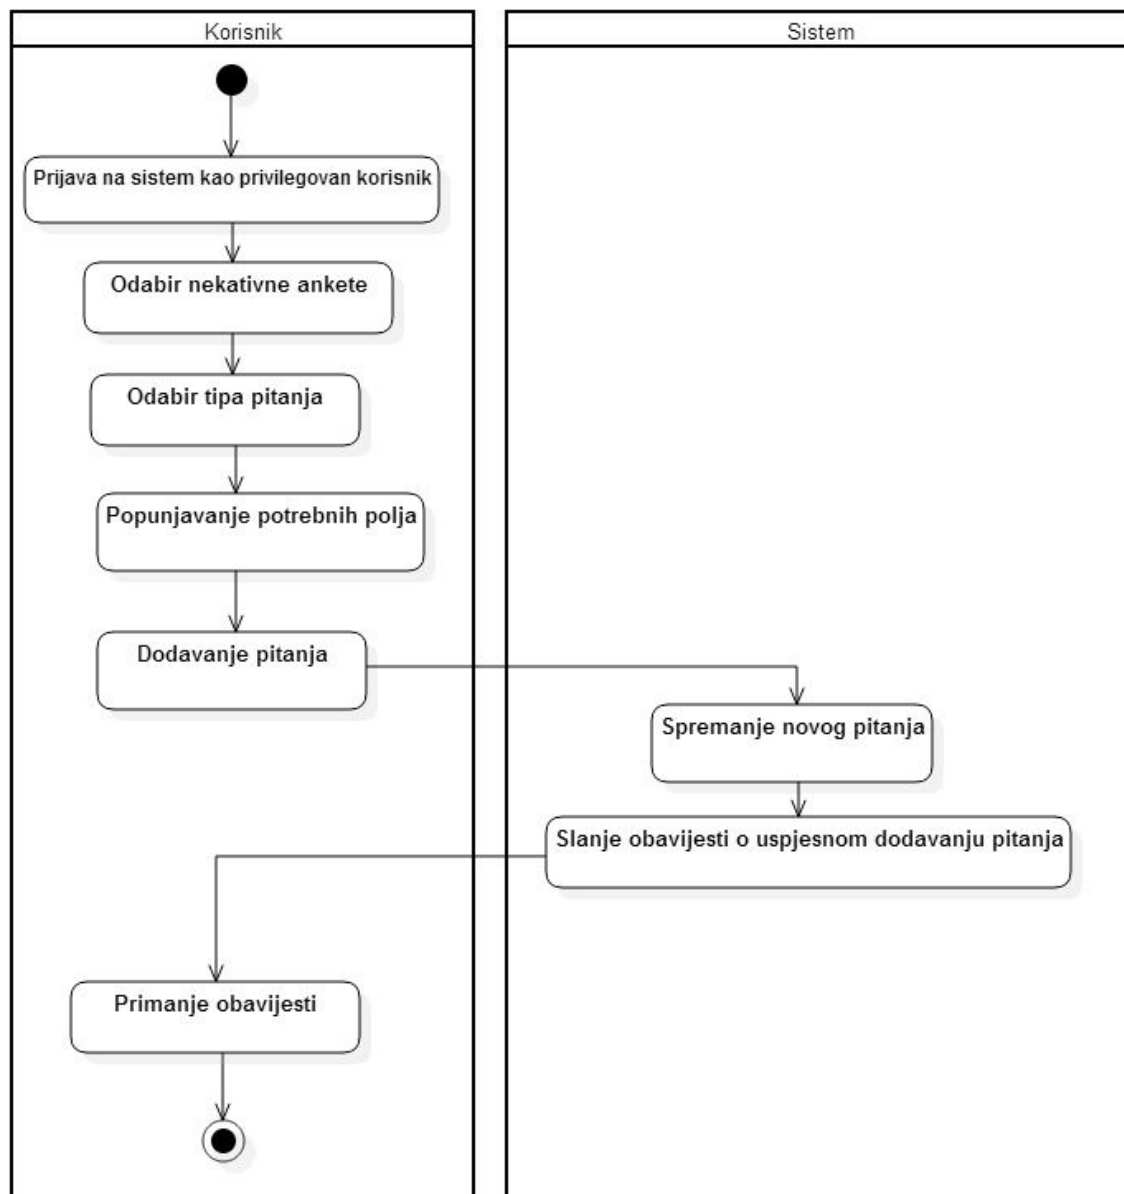 Korisnik
Sistem
Prijava na sistem kao privilegovan korisnik
Odabir nekativne ankete
Odabir tipa pitanja
Popunjavanje potrebnih polja
Dodavanje pitanja
Spremanje novog pitanja
Slanje obavijesti o uspjesnom dodavanju pitanja
Primanje obavijesti